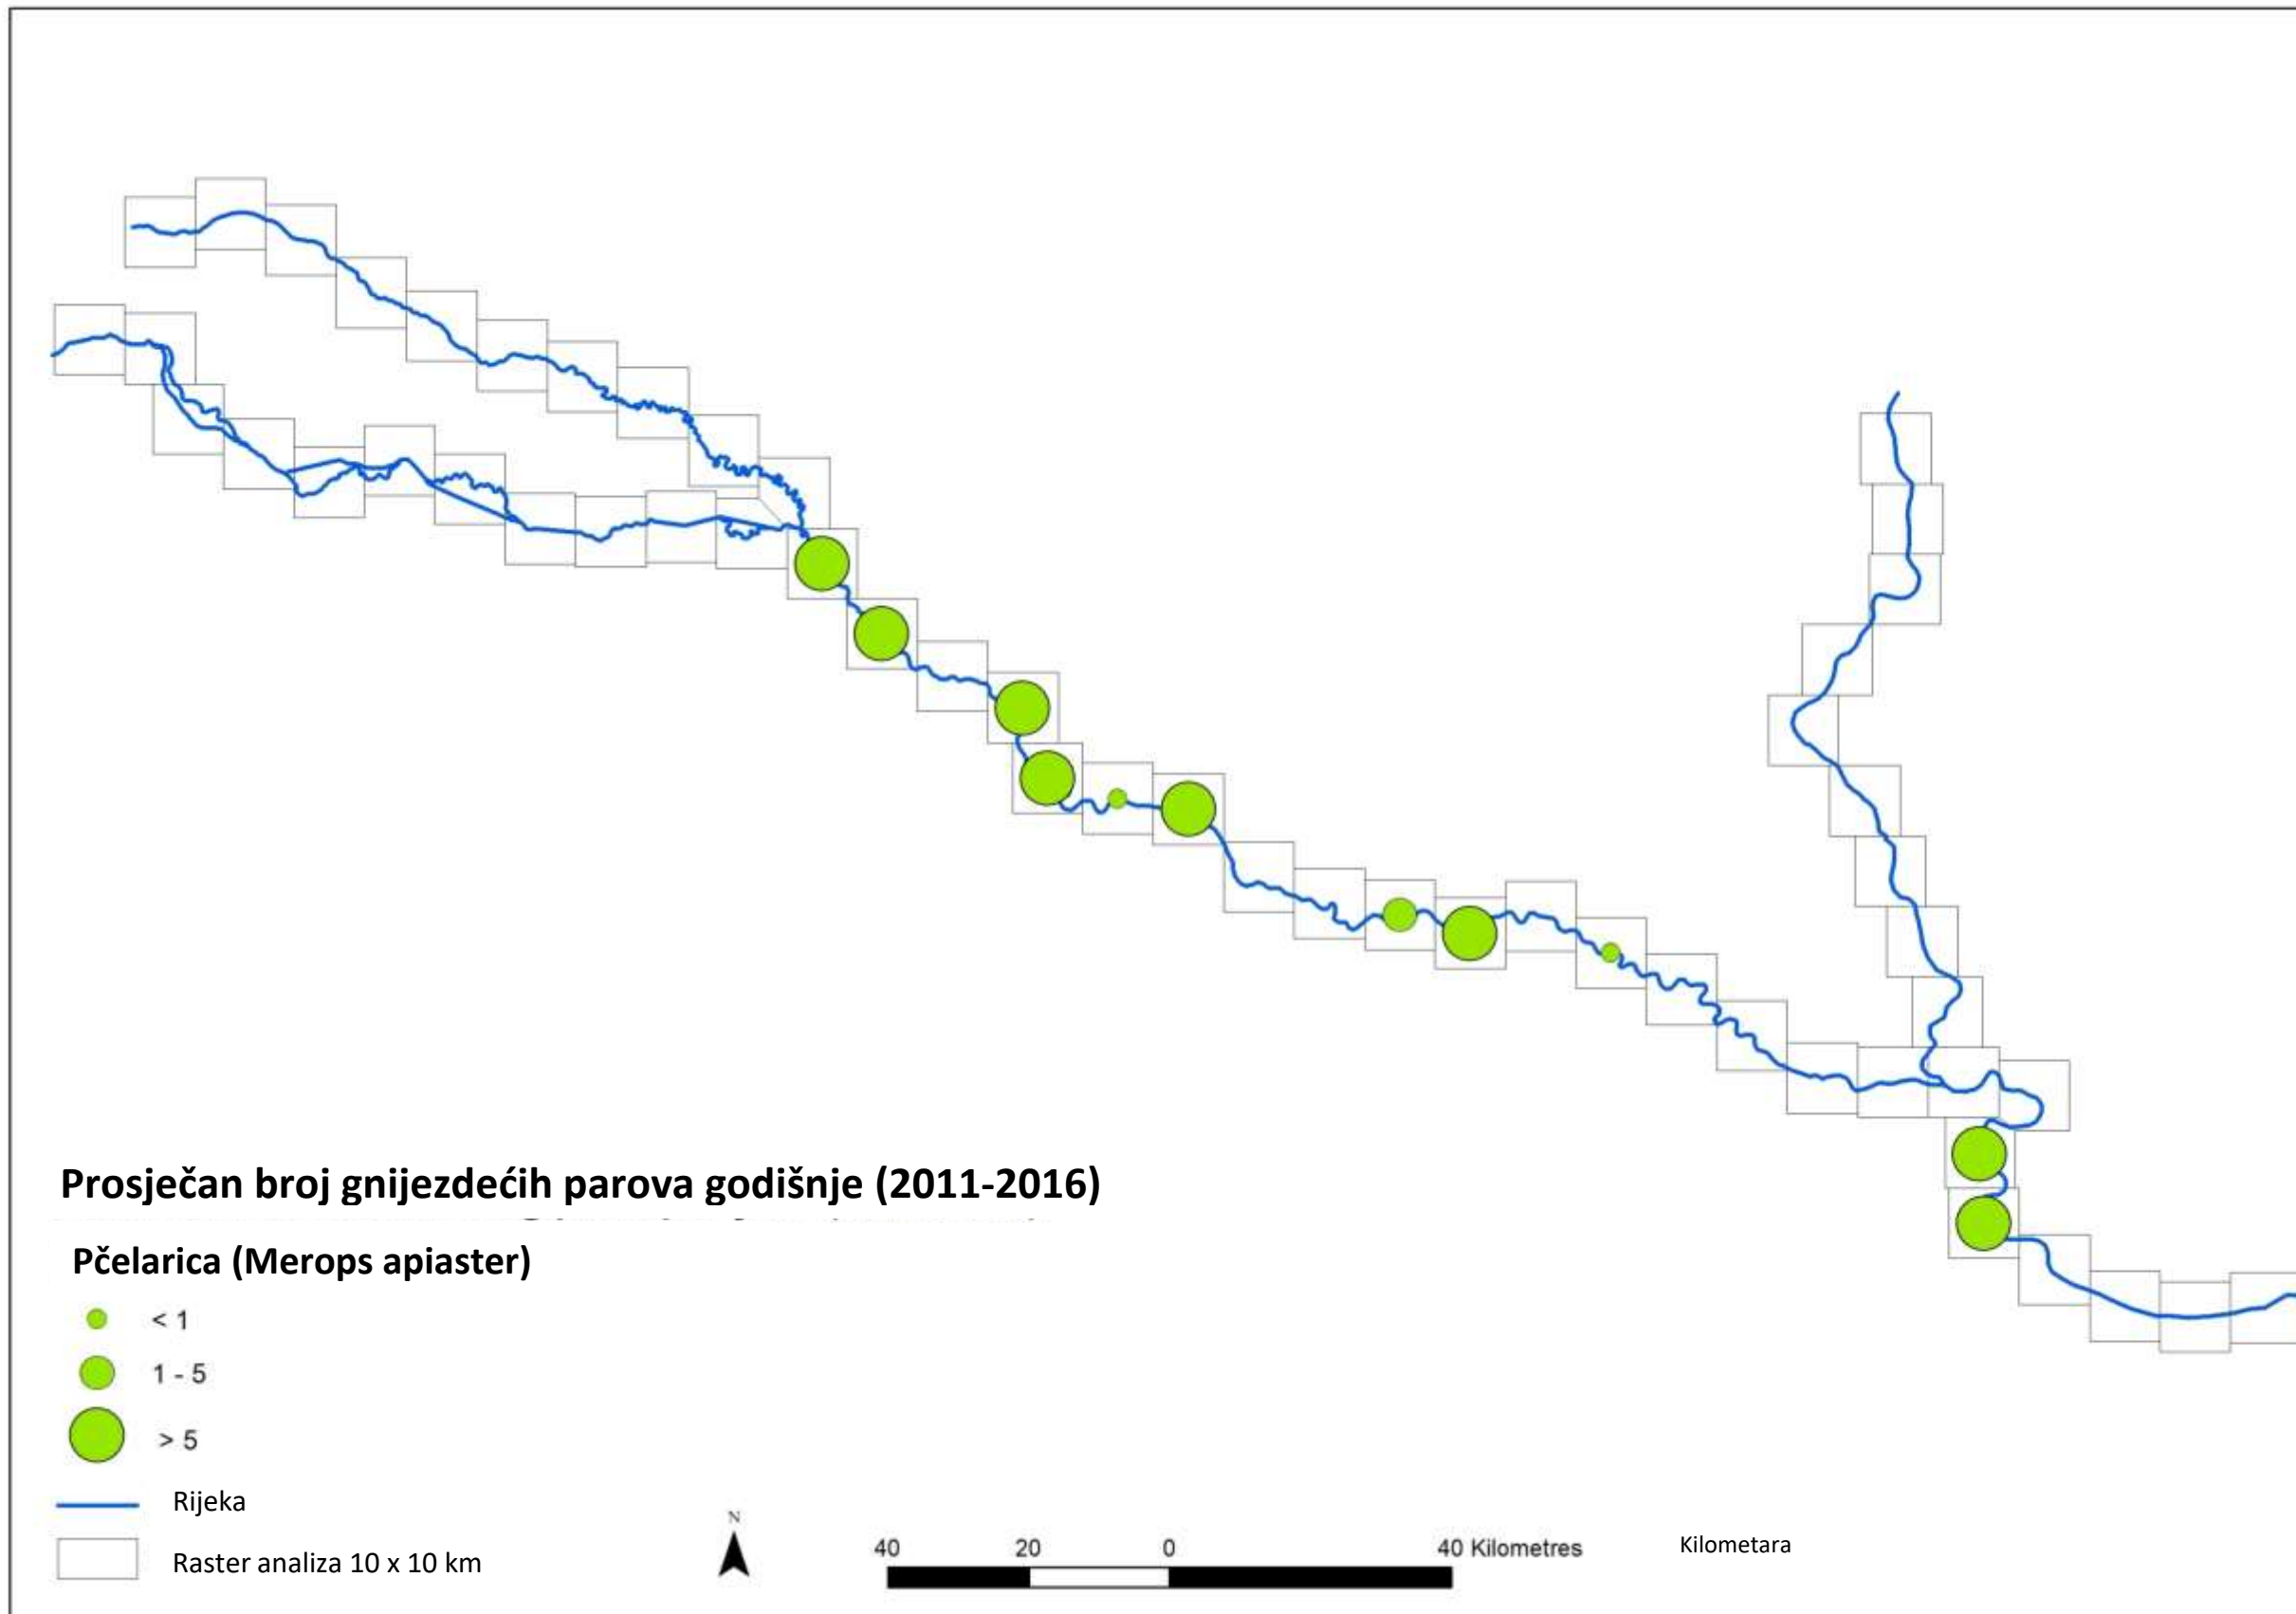 Prosječan broj gnijezdećih parova godišnje (2011-2016)
Pčelarica (Merops apiaster)
< 1
1 - 5
> 5
Rijeka
Raster analiza 10 x 10 km
N
40 20 0 40 Kilometres
Kilometara